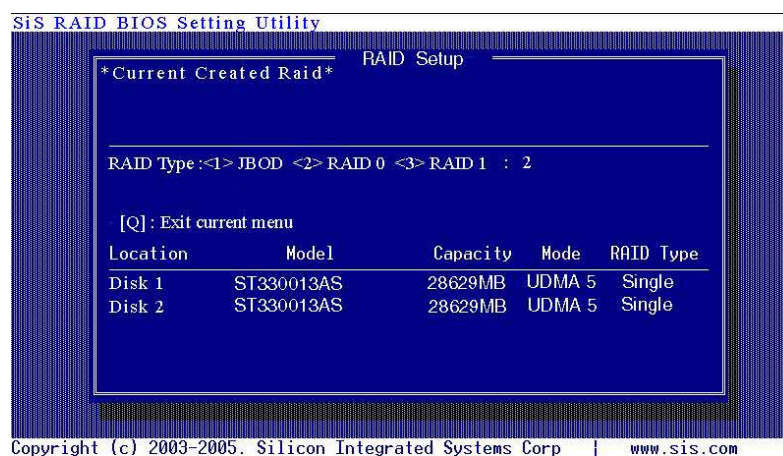 SiS RAID BIOS Setting Utility
RAID Setup
*Current Created Raid*
RAID Type :<1> JBOD <2> RAID 0 <3> RAID 1 : 2
[Q] : Exit current menu
Location Model Capacity Mode RAID Type
Disk 1 ST330013AS 28629MB UDMA 5 Single
Disk 2 ST330013AS 28629MB UDMA 5 Single
Copyright (c) 2003-2005. Silicon Integrated Systems Corp | www.sis.com